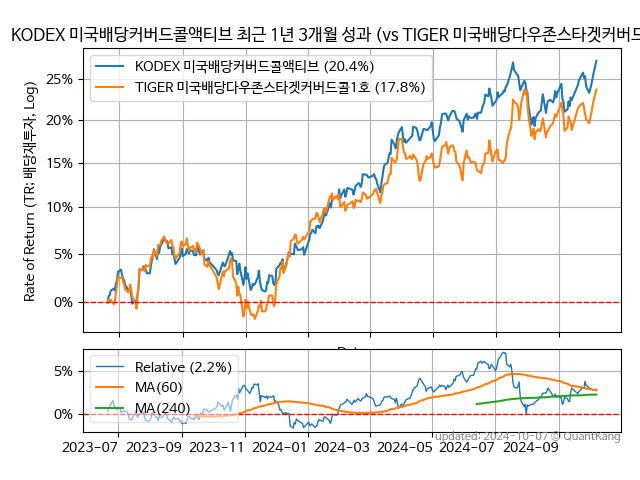 KODEX 미국배당커버드콜액티브 최근 1년 3개월 성과 (vs TIGER 미국배당다우존스타겟커버드
Rate of Return (TR: 배당재투자, Log)
25%
20%
15%
10%
5%
0%
KODEX 미국배당커버드콜액티브 (20.4%)
TIGER 미국배당다우존스타겟커버드콜1호 (17.8%)
5%
0%
Relative (2.2%)
MA(60)
MA(240)
2023-07 2023-09 2023-11 2024-01 2024-03 2024-05 2024-07 2024-09
updated: 2024-10-07 © QuantKang